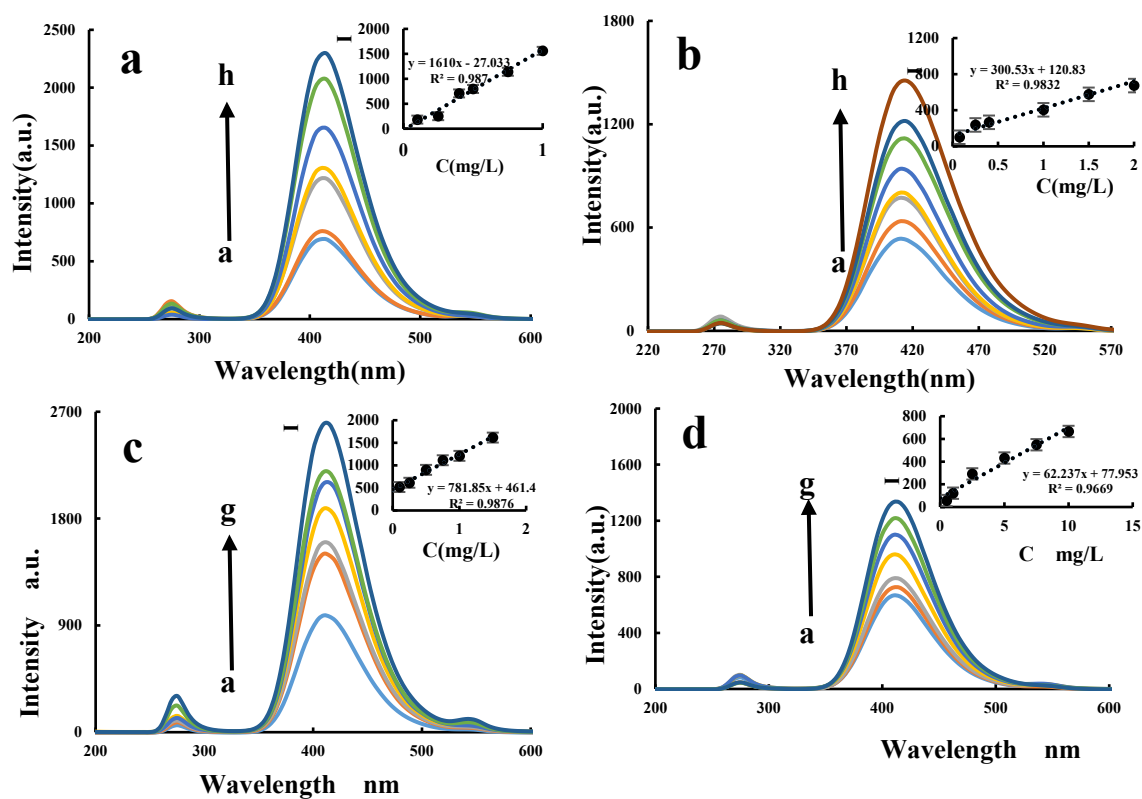 a
Intensity(a.u.)
2500
2000
1500
1000
500
0
200 300 400 500 600
Wavelength(nm)
h
a
I
2000
1500
1000
500
0
0 1
C(mg/L)
y = 1610x - 27.033
R² = 0.987
b
Intensity(a.u.)
1800
1200
600
0
220 270 320 370 420 470 520 570
Wavelength(nm)
h
a
I
1200
800
400
0
0 0.5 1 1.5 2
C(mg/L)
y = 300.53x + 120.83
R² = 0.9832
c
Intensity a.u.
2700
1800
900
0
200 300 400 500 600
Wavelength nm
g
a
I
2000
1500
1000
500
0
0 1 2
C(mg/L)
y = 781.85x + 461.4
R² = 0.9876
d
Intensity(a.u.)
2000
1600
1200
800
400
0
200 300 400 500 600
Wavelength nm
g
a
I
800
600
400
200
0
0 5 10 15
C mg/L
y = 62.237x + 77.953
R² = 0.9669